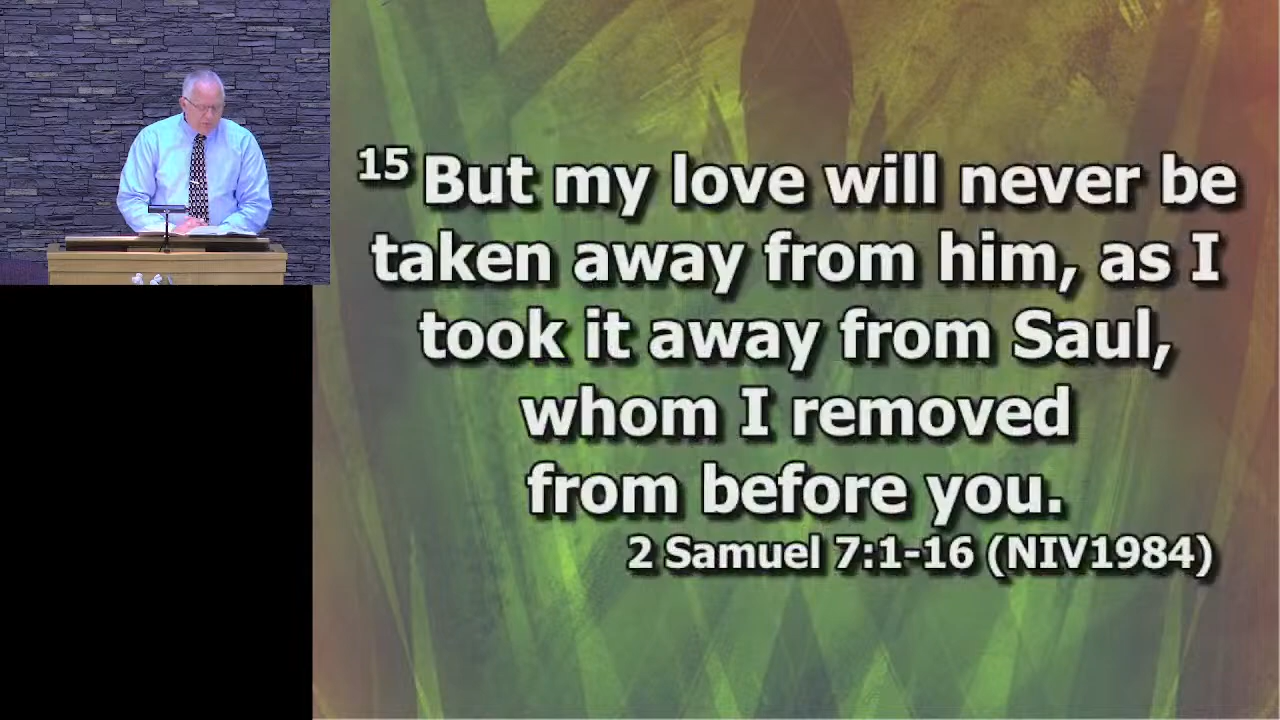 15 But my love will never be
taken away from him, as I
took it away from Saul,
whom I removed
from before you.
2 Samuel 7:1-16 (NIV1984)